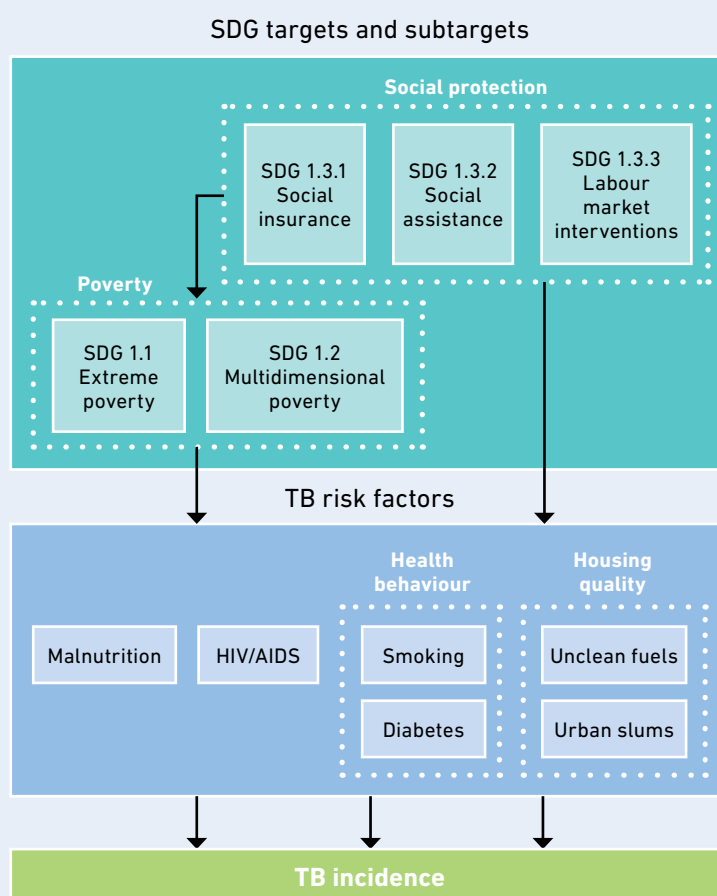 SDG targets and subtargets
Social protection
SDG 1.3.1
Social
insurance
SDG 1.3.2
Social
assistance
SDG 1.3.3
Labour
market
interventions
Poverty
SDG 1.1
Extreme
poverty
SDG 1.2
Multidimensional
poverty
TB risk factors
Health
behaviour
Housing
quality
Malnutrition
HIV/AIDS
Smoking
Unclean fuels
Diabetes
Urban slums
TB incidence